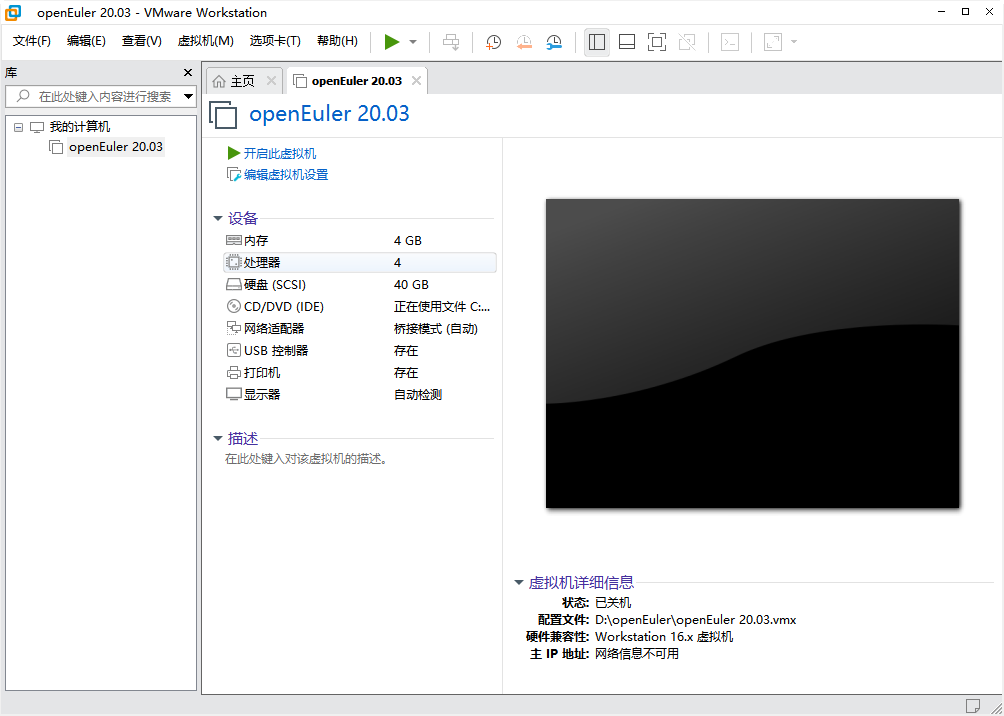 openEuler 20.03 - VMware Workstation
文件(F) 编辑(E) 查看(V) 虚拟机(M) 选项卡(T) 帮助(H)
库
在此处键入内容进行搜索
我的计算机
openEuler 20.03
主页
openEuler 20.03
openEuler 20.03
开启此虚拟机
编辑虚拟机设置
设备
内存 4 GB
处理器 4
硬盘 (SCSI) 40 GB
CD/DVD (IDE) 正在使用文件 C:...
网络适配器 桥接模式 (自动)
USB 控制器 存在
打印机 存在
显示器 自动检测
描述
在此处键入对该虚拟机的描述。
虚拟机详细信息
状态: 已关机
配置文件: D:\openEuler\openEuler 20.03.vmx
硬件兼容性: Workstation 16.x 虚拟机
主 IP 地址: 网络信息不可用